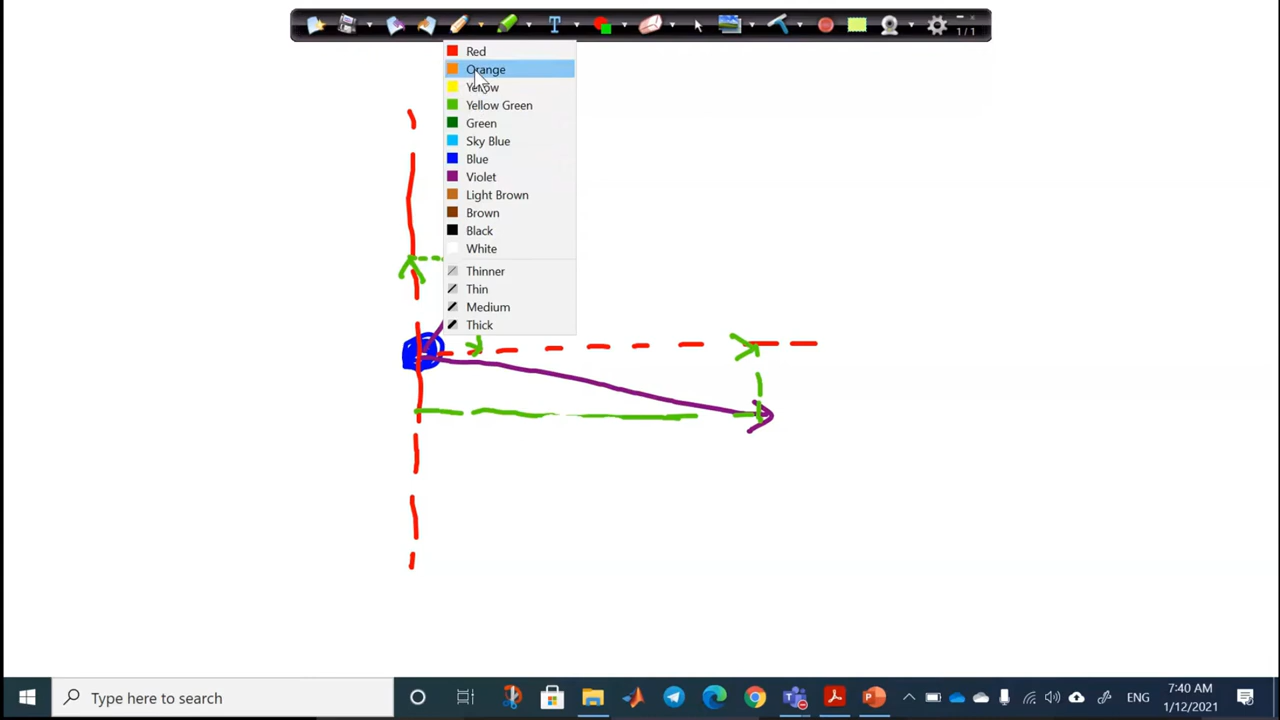 T
1/1
Red
Orange
Yellow
Yellow Green
Green
Sky Blue
Blue
Violet
Light Brown
Brown
Black
White
Thinner
Thin
Medium
Thick
Type here to search
ENG
7:40 AM
1/12/2021